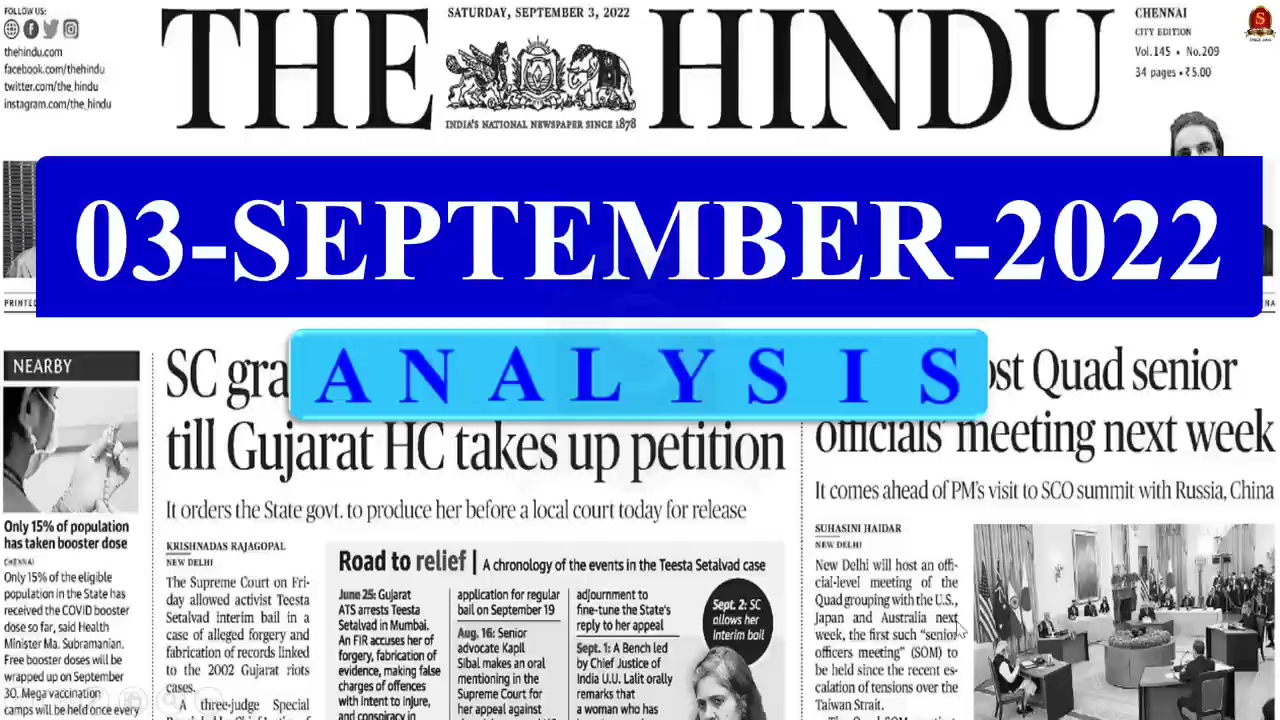 FOLLOW US:
thehindu.com
facebook.com/thehindu
twitter.com/the_hindu
instagram.com/the_hindu
THE HINDU
SATURDAY, SEPTEMBER 3, 2022
INDIA'S NATIONAL NEWSPAPER SINCE 1878
CHENNAI
CITY EDITION
Vol.145 • No.209
34 pages • ₹5.00
S
03-SEPTEMBER-2022
ANALYSIS
NEARBY
Only 15% of population
has taken booster dose
CHENNAI
Only 15% of the eligible
population in the State has
received the COVID booster
dose so far, said Health
Minister Ma. Subramanian.
Free booster doses will be
wrapped up on September
30. Mega vaccination
camps will be held once every
SC
till Gujarat HC takes up petition
It orders the State govt. to produce her before a local court today for release
KRISHNADAS RAJAGOPAL
NEW DELHI
The Supreme Court on Fri-
day allowed activist Teesta
Setalvad interim bail in a
case of alleged forgery and
fabrication of records linked
to the 2002 Gujarat riots
cases.
A three-judge Special
Road to relief | A chronology of the events in the Teesta Setalvad case
June 25: Gujarat
ATS arrests Teesta
Setalvad in Mumbai.
An FIR accuses her of
forgery, fabrication of
evidence, making false
charges of offences
with intent to injure,
and conspiracy in
application for regular
bail on September 19
Aug. 16: Senior
advocate Kapil
Sibal makes an oral
mentioning in the
Supreme Court for
her appeal against
adjournment to
fine-tune the State's
reply to her appeal
Sept. 1: A Bench led
by Chief Justice of
India U.U. Lalit orally
remarks that
a woman who has
Sept. 2: SC
allows her
interim bail
Quad senior
officials' meeting next week
It comes ahead of PM's visit to SCO summit with Russia, China
SUHASINI HAIDAR
NEW DELHI
New Delhi will host an offi-
cial-level meeting of the
Quad grouping with the U.S.,
Japan and Australia next
week, the first such "senior
officers meeting" (SOM) to
be held since the recent es-
calation of tensions over the
Taiwan Strait.